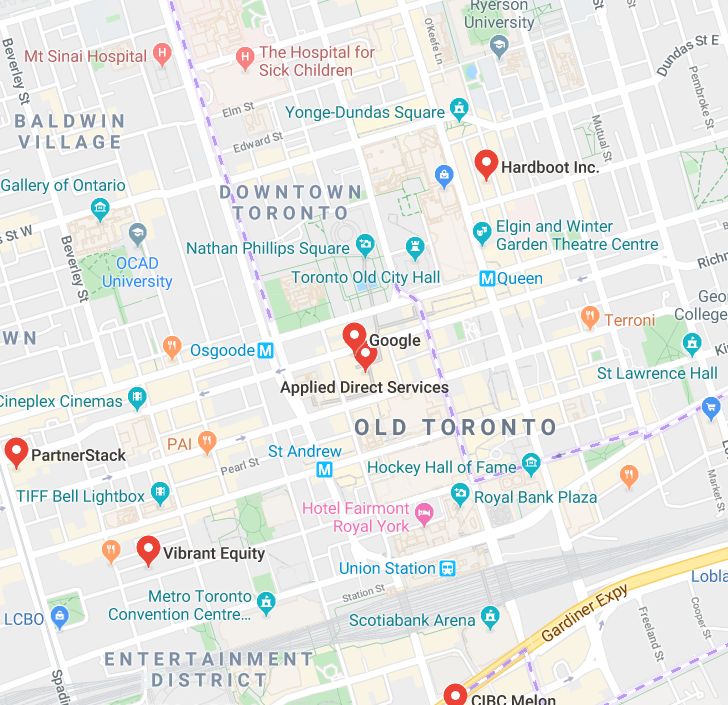 Ryerson
University
O'Keefe Ln
Dundas St E
Beverley St
Mt Sinai Hospital
H
H
The Hospital for
Sick Children
Pembroke St
Elm St
Yonge-Dundas Square
BALDWIN
VILLAGE
Edward St
Mutual St
Hardboot Inc.
Gallery of Ontario
DOWNTOWN
TORONTO
s St W
Beverley St
Elgin and Winter
Garden Theatre Centre
Nathan Phillips Square
OCAD
University
Toronto Old City Hall
M
Queen
Richm
Geo
College
WN
Terroni
Google
Osgoode
M
St Lawrence Hall
Applied Direct Services
Cineplex Cinemas
OLD TORONTO
PAI
St Andrew
M
PartnerStack
Pearl St
Hockey Hall of Fame
TIFF Bell Lightbox
Royal Bank Plaza
Market St
Hotel Fairmont
Royal York
Vibrant Equity
Union Station
Lobla
Station St
Metro Toronto
Convention Centre...
LCBO
Scotiabank Arena
Gardiner Expy
Freeland St
Cooper St
ENTERTAINMENT
DISTRICT
Spadi
CIBC Melon